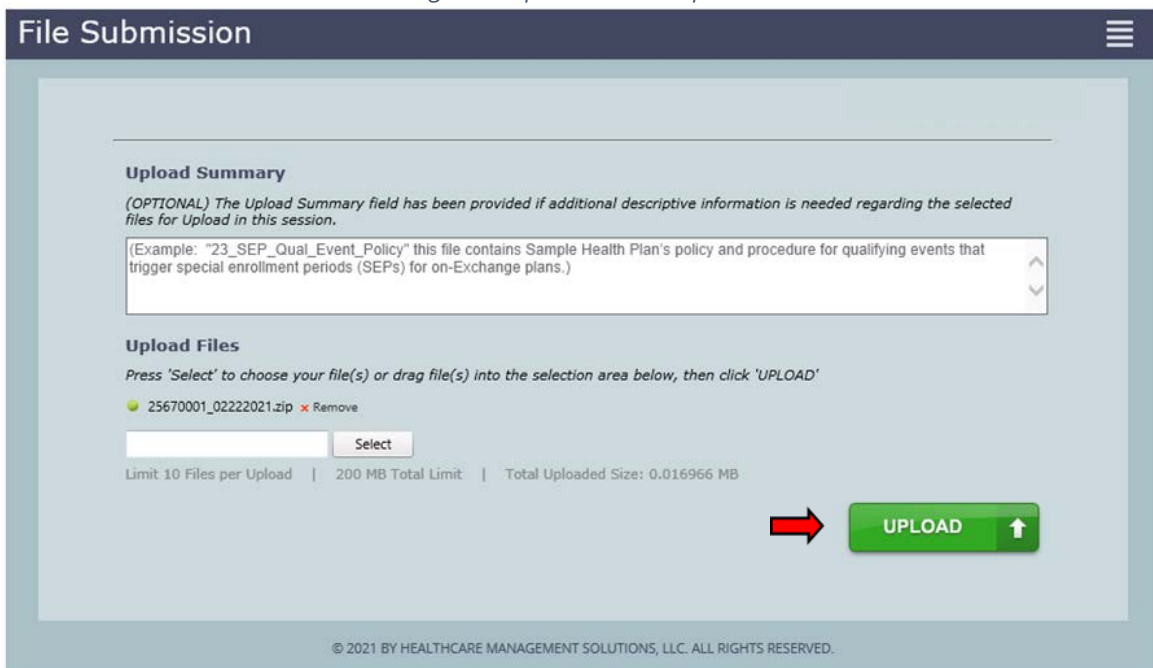 File Submission
Upload Summary
(OPTIONAL) The Upload Summary field has been provided if additional descriptive information is needed regarding the selected
files for Upload in this session.
(Example: "23_SEP_Qual_Event_Policy" this file contains Sample Health Plan's policy and procedure for qualifying events that
trigger special enrollment periods (SEPs) for on-Exchange plans.)
Upload Files
Press 'Select' to choose your file(s) or drag file(s) into the selection area below, then click 'UPLOAD'
25670001_02222021.zip x Remove
Select
Limit 10 Files per Upload | 200 MB Total Limit | Total Uploaded Size: 0.016966 MB
UPLOAD
© 2021 BY HEALTHCARE MANAGEMENT SOLUTIONS, LLC. ALL RIGHTS RESERVED.